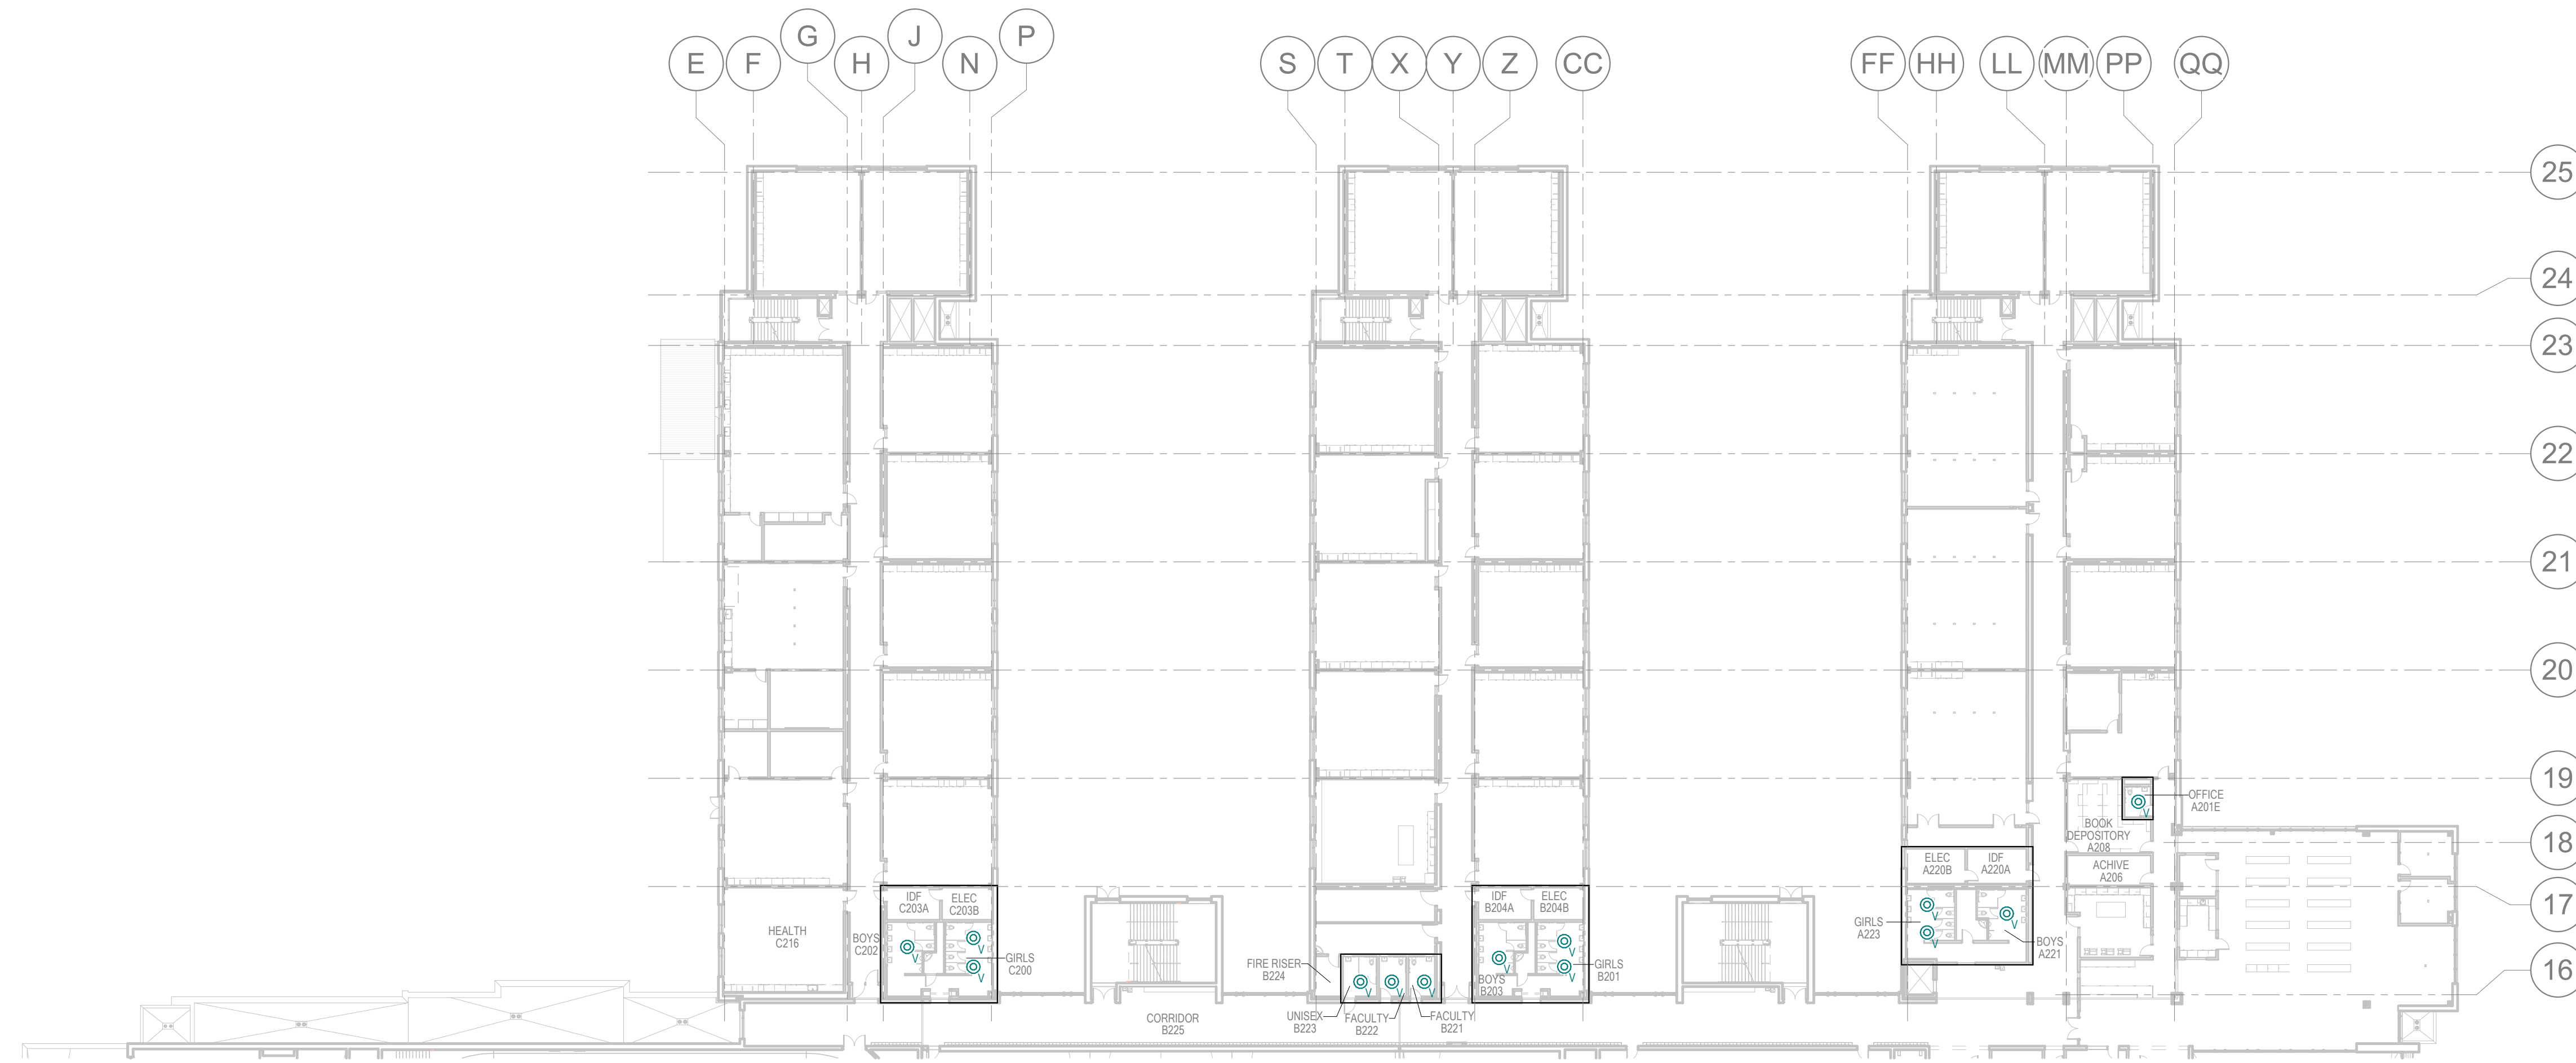 E
F
G
H
J
N
P
S
T
X
Y
Z
CC
FF
HH
LL
MM
PP
QQ
25
24
23
22
21
20
19
18
17
16
OFFICE
A201E
V
BOOK
DEPOSITORY
A208
ELEC
A220B
IDF
A220A
ACHIVE
A206
IDF
C203A
ELEC
C203B
IDF
B204A
ELEC
B204B
HEALTH
C216
BOYS
C202
V
V
V
GIRLS
C200
FIRE RISER
B224
V
V
V
UNISEX
B223
FACULTY
B222
FACULTY
B221
V
V
V
BOYS
B203
GIRLS
B201
GIRLS
A223
V
V
V
BOYS
A221
CORRIDOR
B225